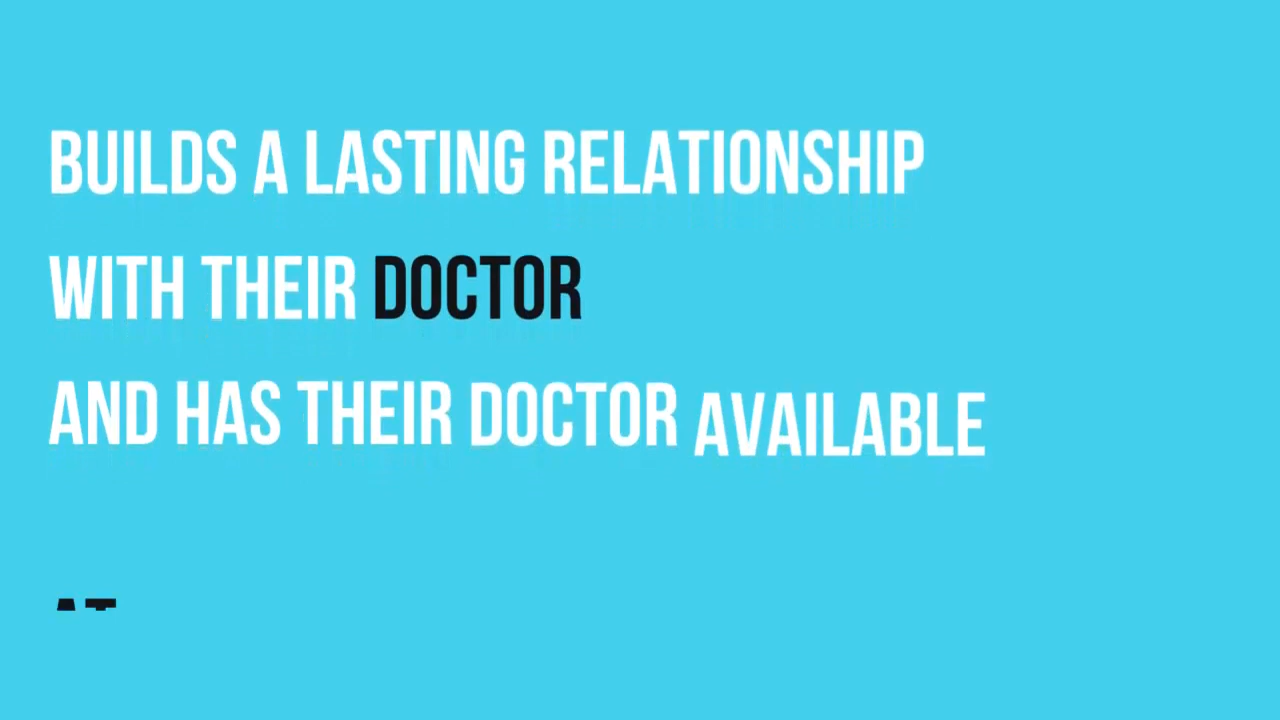 BUILDS A LASTING RELATIONSHIP
WITH THEIR DOCTOR
AND HAS THEIR DOCTOR AVAILABLE